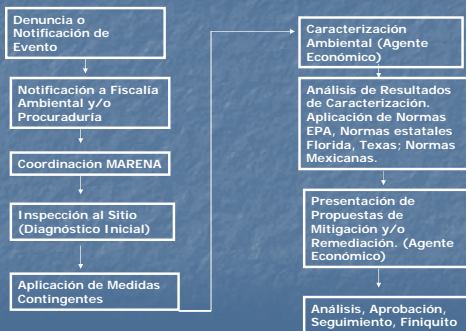 Denuncia o
Notificación de
Evento
Notificación a Fiscalía
Ambiental y/o
Procuraduría
Coordinación MARENA
Inspección al Sitio
(Diagnóstico Inicial)
Aplicación de Medidas
Contingentes
Caracterización
Ambiental (Agente
Económico)
Análisis de Resultados
de Caracterización.
Aplicación de Normas
EPA, Normas estatales
Florida, Texas; Normas
Mexicanas.
Presentación de
Propuestas de
Mitigación y/o
Remediación. (Agente
Económico)
Análisis, Aprobación,
Seguimiento, Finiquito